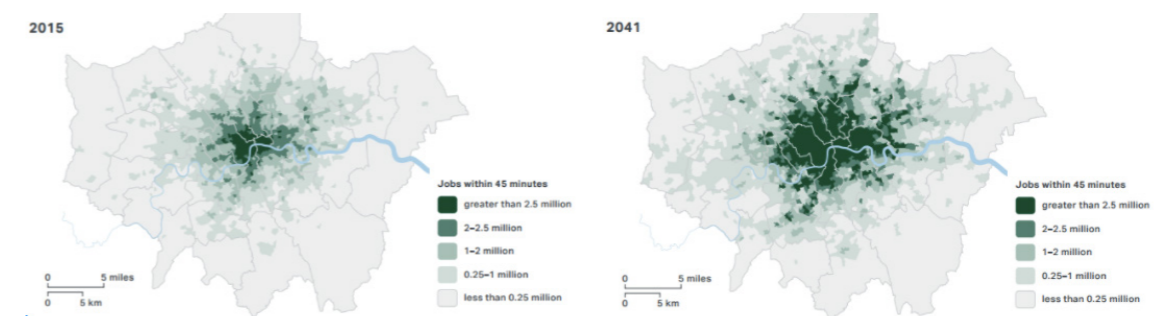 2015
Jobs within 45 minutes
greater than 2.5 million
2–2.5 million
1–2 million
0.25–1 million
less than 0.25 million
0 5 miles
0 5 km
2041
Jobs within 45 minutes
greater than 2.5 million
2–2.5 million
1–2 million
0.25–1 million
less than 0.25 million
0 5 miles
0 5 km